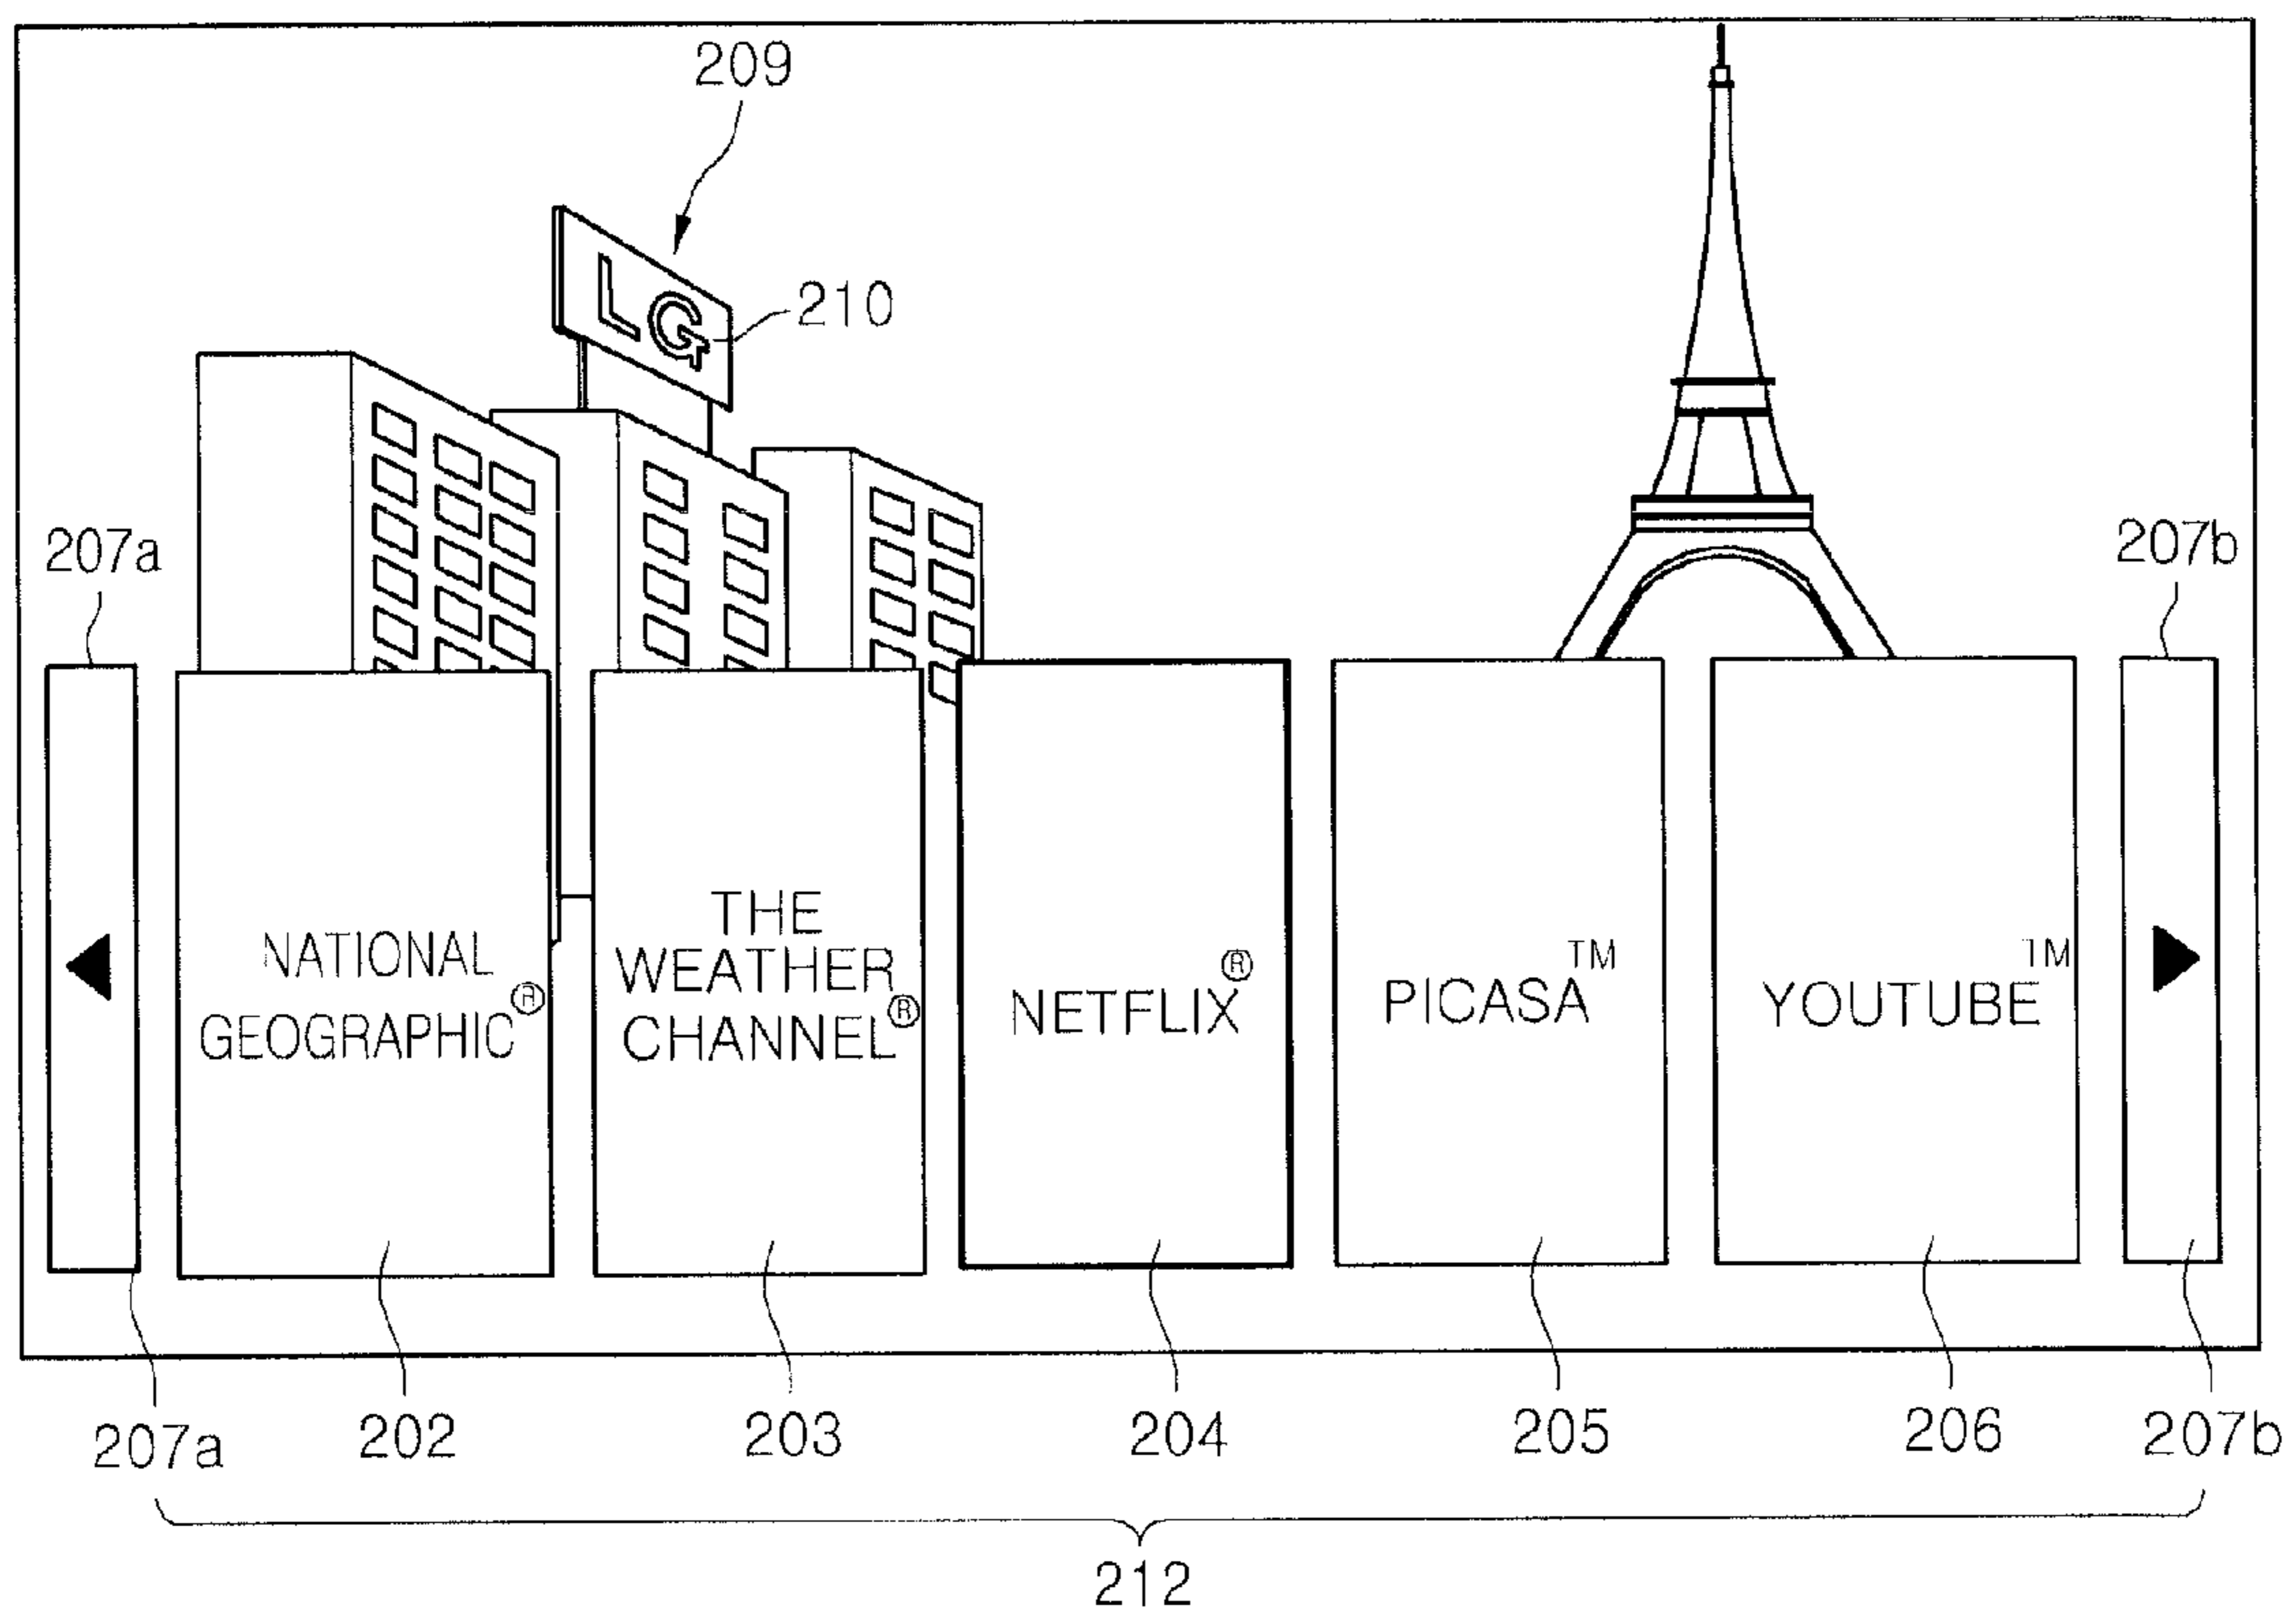 209
LG
210
207a
207b
NATIONAL
GEOGRAPHIC®
THE
WEATHER
CHANNEL®
NETFLIX®
PICASA™
YOUTUBE™
207a
202
203
204
205
206
207b
212